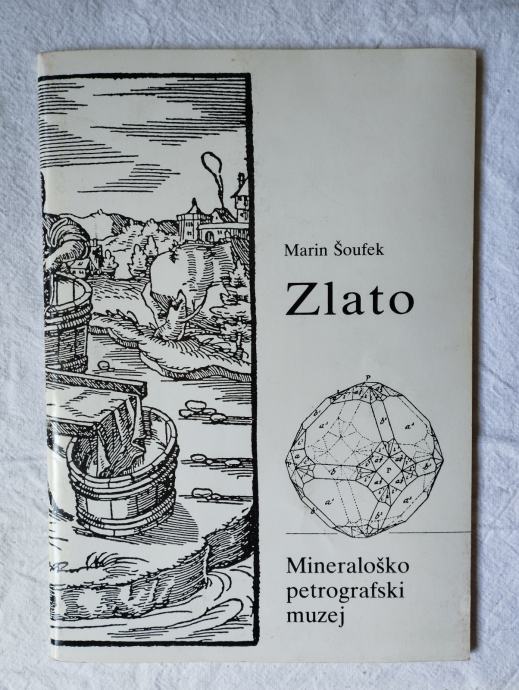 Marin Šoufek
Zlato
Mineraloško
petrografski
muzej